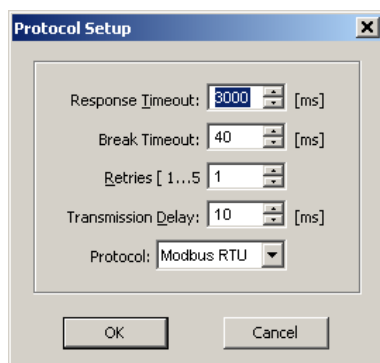 Protocol Setup
Response Timeout: 3000 [ms]
Break Timeout: 40 [ms]
Retries [ 1...5 1
Transmission Delay: 10 [ms]
Protocol: Modbus RTU
OK Cancel